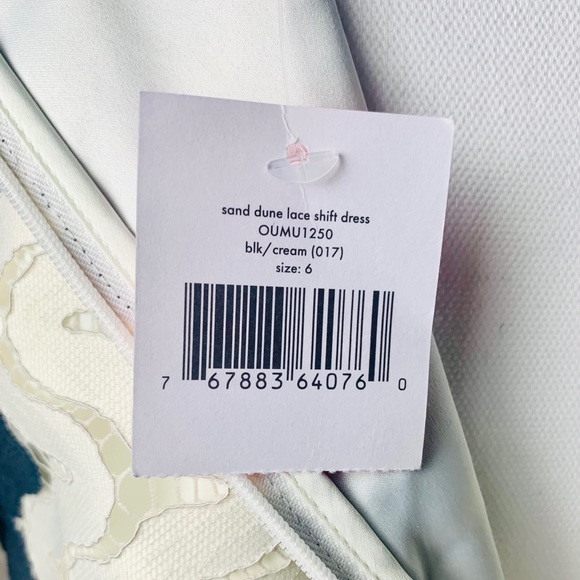 sand dune lace shift dress
OUMU1250
blk/cream (017)
size: 6
7 67883 64076 0